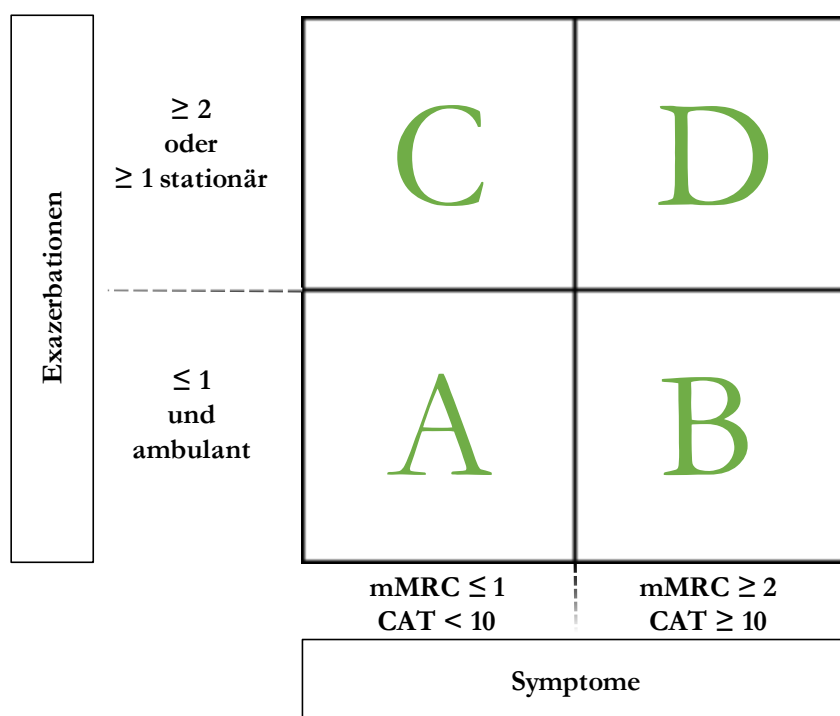 Exazerbationen
≥ 2
oder
≥ 1 stationär
C
D
≤ 1
und
ambulant
A
B
mMRC ≤ 1
CAT < 10
mMRC ≥ 2
CAT ≥ 10
Symptome